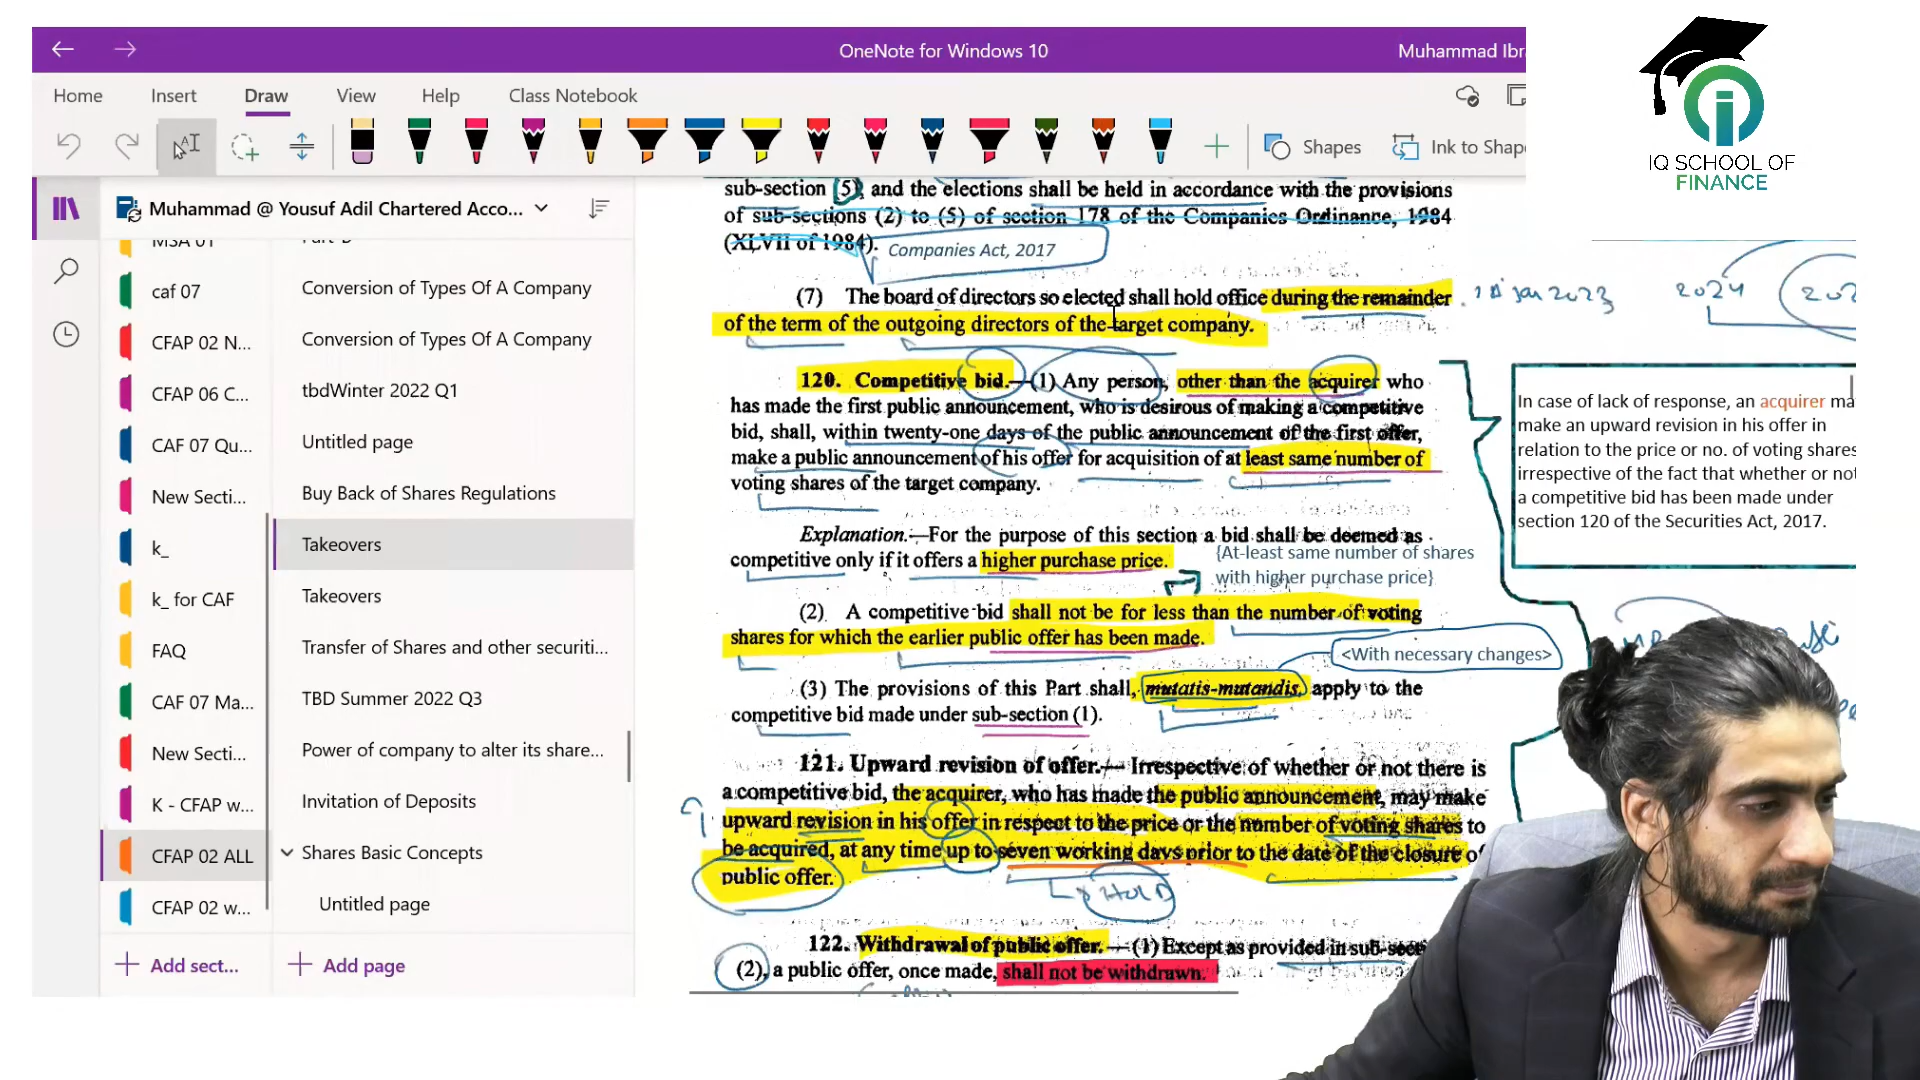 OneNote for Windows 10
Muhammad Ibr
IQ SCHOOL OF
FINANCE
Home
Insert
Draw
View
Help
Class Notebook
Shapes
Ink to Shap
Muhammad @ Yousuf Adil Chartered Acco...
MSA 01
caf 07
CFAP 02 N...
CFAP 06 C...
CAF 07 Qu...
New Secti...
k_
k_ for CAF
FAQ
CAF 07 Ma...
New Secti...
K - CFAP w...
CFAP 02 ALL
CFAP 02 w...
Add sect...
Part-B
Conversion of Types Of A Company
Conversion of Types Of A Company
tbdWinter 2022 Q1
Untitled page
Buy Back of Shares Regulations
Takeovers
Takeovers
Transfer of Shares and other securiti...
TBD Summer 2022 Q3
Power of company to alter its share...
Invitation of Deposits
Shares Basic Concepts
Untitled page
Add page
sub-section (5), and the elections shall be held in accordance with the provisions
of sub-sections (2) to (5) of section 178 of the Companies Ordinance, 1984
(XLVII of 1984).
Companies Act, 2017
(7) The board of directors so elected shall hold office during the remainder
of the term of the outgoing directors of the target company.
Jan 2023
2024
120. Competitive bid.—(1) Any person, other than the acquirer who
has made the first public announcement, who is desirous of making a competitive
bid, shall, within twenty-one days of the public announcement of the first offer,
make a public announcement of his offer for acquisition of at least same number of
voting shares of the target company.
Explanation.—For the purpose of this section a bid shall be deemed as
competitive only if it offers a higher purchase price.
{At-least same number of shares
with higher purchase price}
(2) A competitive bid shall not be for less than the number of voting
shares for which the earlier public offer has been made.
<With necessary changes>
(3) The provisions of this Part shall, mutatis-mutandis, apply to the
competitive bid made under sub-section (1).
121. Upward revision of offer.— Irrespective of whether or not there is
a competitive bid, the acquirer, who has made the public announcement, may make
upward revision in his offer in respect to the price or the number of voting shares to
be acquired, at any time up to seven working days prior to the date of the closure of
public offer.
HOLD
122. Withdrawal of public offer. — (1) Except as provided in sub-sect
(2), a public offer, once made, shall not be withdrawn.
In case of lack of response, an acquirer ma
make an upward revision in his offer in
relation to the price or no. of voting shares
irrespective of the fact that whether or not
a competitive bid has been made under
section 120 of the Securities Act, 2017.